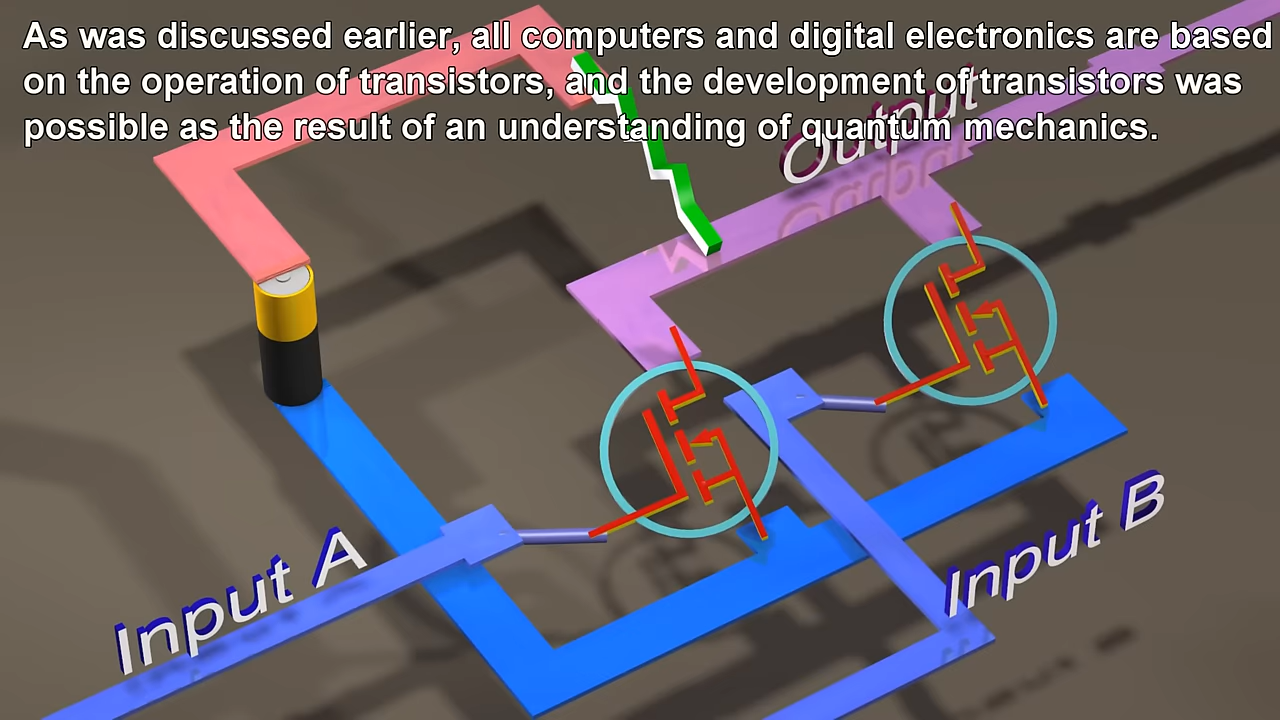 As was discussed earlier, all computers and digital electronics are based
on the operation of transistors, and the development of transistors was
possible as the result of an understanding of quantum mechanics.
Output
Input A
Input B